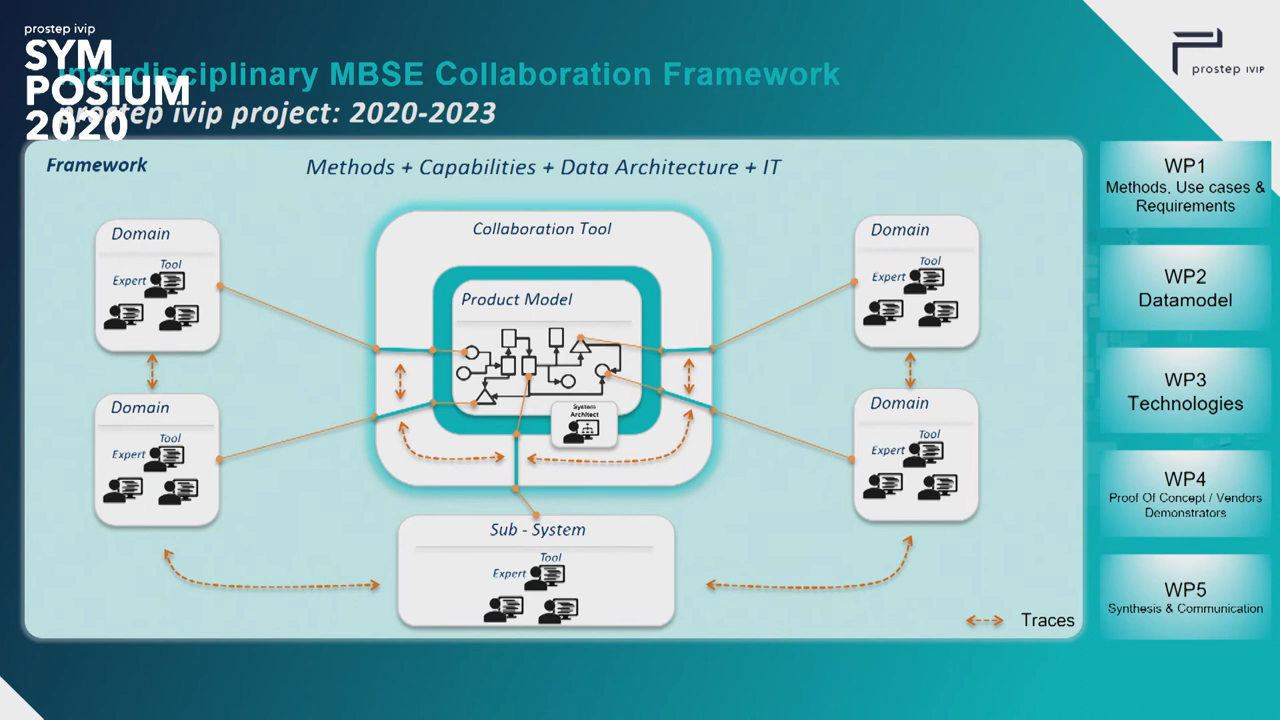 prostep ivip
SYM
POSIUM
2020
Interdisciplinary MBSE Collaboration Framework
prostep ivip project: 2020-2023
prostep IVIP
Framework
Methods + Capabilities + Data Architecture + IT
Domain
Tool
Expert
Domain
Tool
Expert
Collaboration Tool
Product Model
System
Architect
Sub - System
Tool
Expert
Domain
Tool
Expert
Domain
Tool
Expert
Traces
WP1
Methods, Use cases &
Requirements
WP2
Datamodel
WP3
Technologies
WP4
Proof Of Concept / Vendors
Demonstrators
WP5
Synthesis & Communication